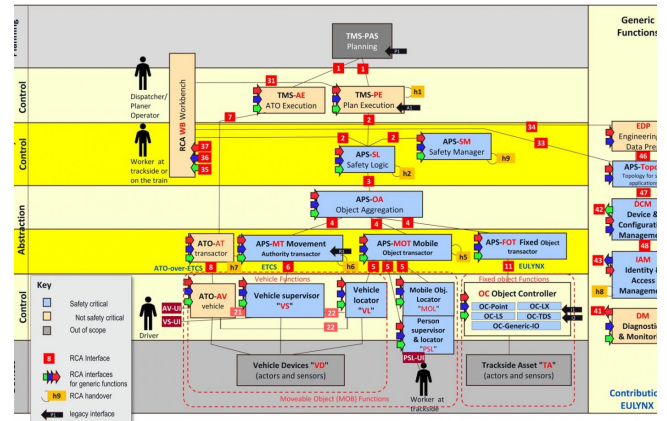 TMS-PAS
Planning
P1
Generic
Functions
Control
Dispatcher/
Planer
Operator
RCA WB Workbench
31
1
1
TMS-AE
ATO Execution
TMS-PE
Plan Execution
h1
A1
7
2
34
33
EDP
Engineering
Data Prep
46
Control
Worker at
trackside or
on the train
37
36
35
2
2
APS-SL
Safety Logic
h2
APS-SM
Safety Manager
h9
APS-Topo
Topology for s
applications
47
3
Abstraction
APS-OA
Object Aggregation
4
4
4
42
DCM
Device &
Configuration
Management
48
ATO-AT
transactor
APS-MT Movement
Authority transactor
APS-MOT Mobile
Object transactor
APS-FOT Fixed Object
transactor
h5
ATO-over-ETCS
8
h7
ETCS
6
h6
5
5
5
11
EULYNX
43
IAM
Identity &
Access
Management
h8
Control
Vehicle Functions
Fixed object Functions
Key
Safety critical
Not safety critical
Out of scope
8
RCA Interface
RCA interfaces
for generic functions
h9
RCA handover
legacy interface
AV-UI
VS-UI
Driver
ATO-AV
vehicle
21
Vehicle supervisor
"VS"
22
22
Vehicle
locator
"VL"
Mobile Obj.
Locator
"MOL"
Person
supervisor
& locator
"PSL"
PSL-UI
OC Object Controller
OC-Point
OC-LX
OC-LS
OC-TDS
OC-Generic-IO
41
DM
Diagnostic
& Monitoring
Vehicle Devices "VD"
(actors and sensors)
Worker at
trackside
Trackside Asset "TA"
(actors and sensors)
Moveable Object (MOB) Functions
Contribution
EULYNX